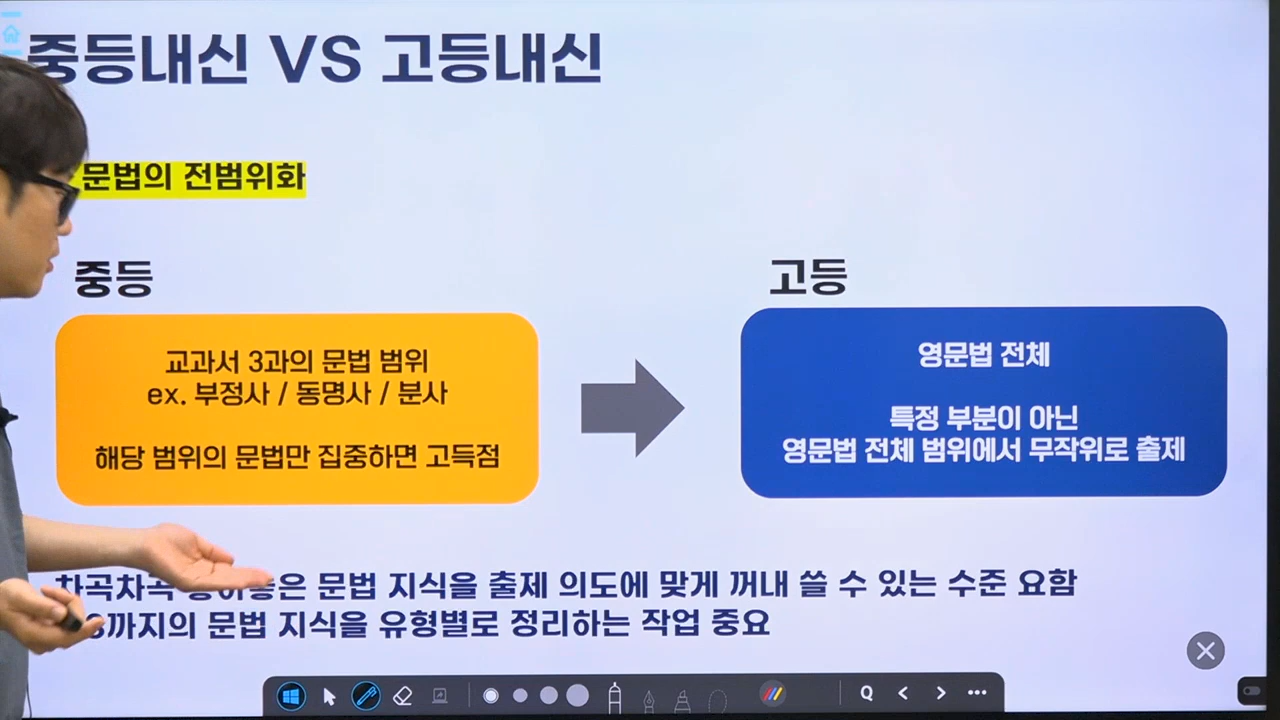 중등내신 VS 고등내신
문법의 전범위화
중등
교과서 3과의 문법 범위
ex. 부정사 / 동명사 / 분사
해당 범위의 문법만 집중하면 고득점
고등
영문법 전체
특정 부분이 아닌
영문법 전체 범위에서 무작위로 출제
차곡차곡 문법 지식을 출제 의도에 맞게 꺼내 쓸 수 있는 수준 요함
까지의 문법 지식을 유형별로 정리하는 작업 중요